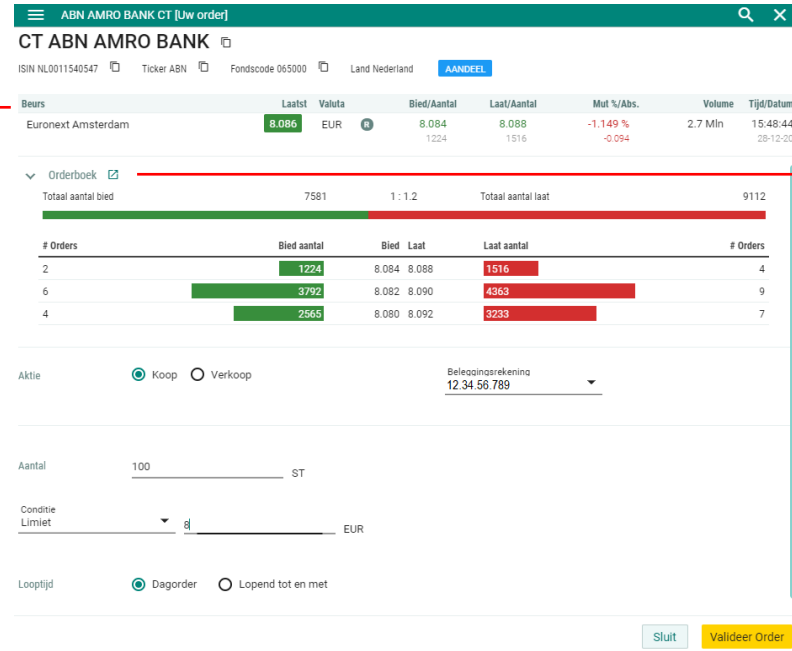 ABN AMRO BANK CT [Uw order]
CT ABN AMRO BANK
ISIN NL0011540547 Ticker ABN Fondscode 065000 Land Nederland AANDEEL
Beurs Laatst Valuta Bied/Aantal Laat/Aantal Mut %/Abs. Volume Tijd/Datum
Euronext Amsterdam 8.086 EUR R 8.084 8.088 -1.149 % 2.7 Mln 15:48:44
1224 1516 -0.094 28-12-20
Orderboek
Totaal aantal bied 7581 1 : 1.2 Totaal aantal laat 9112
# Orders Bied aantal Bied Laat Laat aantal # Orders
2 1224 8.084 8.088 1516 4
6 3792 8.082 8.090 4363 9
4 2565 8.080 8.092 3233 7
Aktie Koop Verkoop Beleggingsrekening
12.34.56.789
Aantal 100 ST
Conditie
Limiet 8 EUR
Looptijd Dagorder Lopend tot en met
Sluit Valideer Order